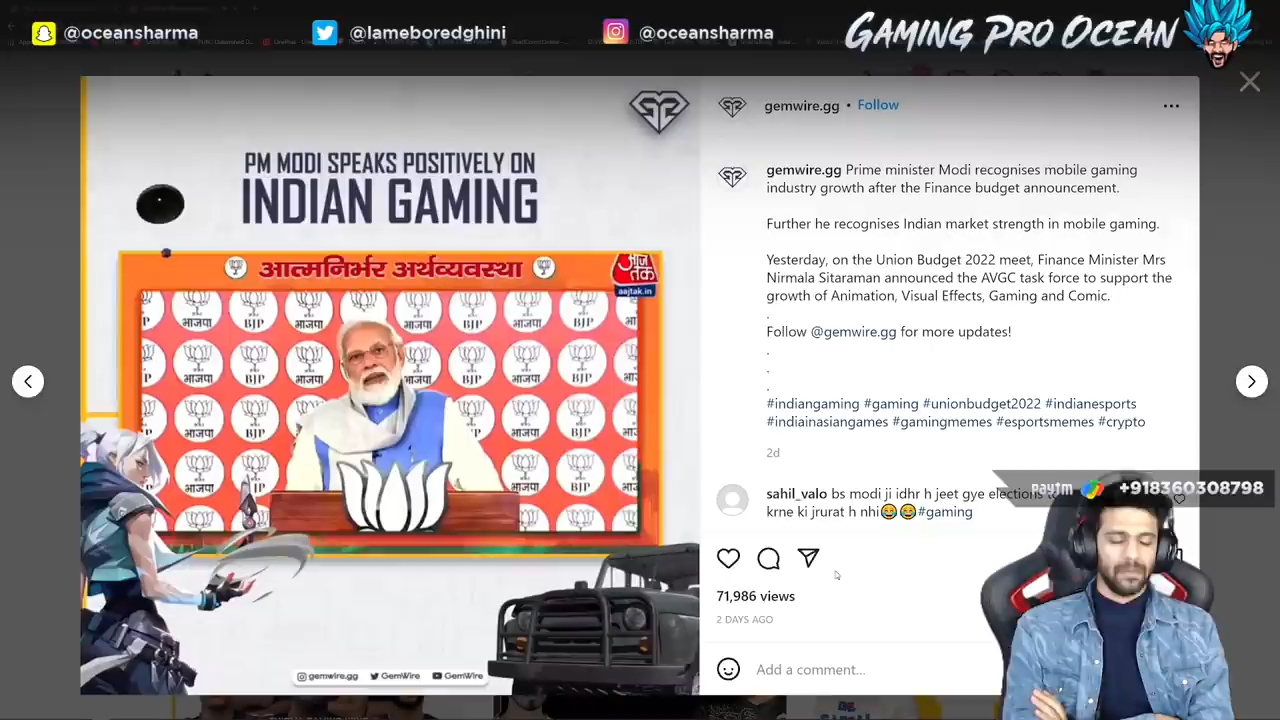 @oceansharma
@lameboredghini
@oceansharma
GAMING PRO OCEAN
PM MODI SPEAKS POSITIVELY ON
INDIAN GAMING
आत्मनिर्भर अर्थव्यवस्था
आज
तक
aajtak.in
भाजपा
BJP
gemwire.gg
GemWire
GemWire
gemwire.gg • Follow
gemwire.gg Prime minister Modi recognises mobile gaming
industry growth after the Finance budget announcement.
Further he recognises Indian market strength in mobile gaming.
Yesterday, on the Union Budget 2022 meet, Finance Minister Mrs
Nirmala Sitaraman announced the AVGC task force to support the
growth of Animation, Visual Effects, Gaming and Comic.
.
Follow @gemwire.gg for more updates!
.
.
.
#indiangaming #gaming #unionbudget2022 #indianesports
#indiainasiangames #gamingmemes #esportsmemes #crypto
2d
sahil_valo bs modi ji idhr h jeet gye elections
krne ki jrurat h nhi😂😂#gaming
Paytm +918360308798
71,986 views
2 DAYS AGO
Add a comment...